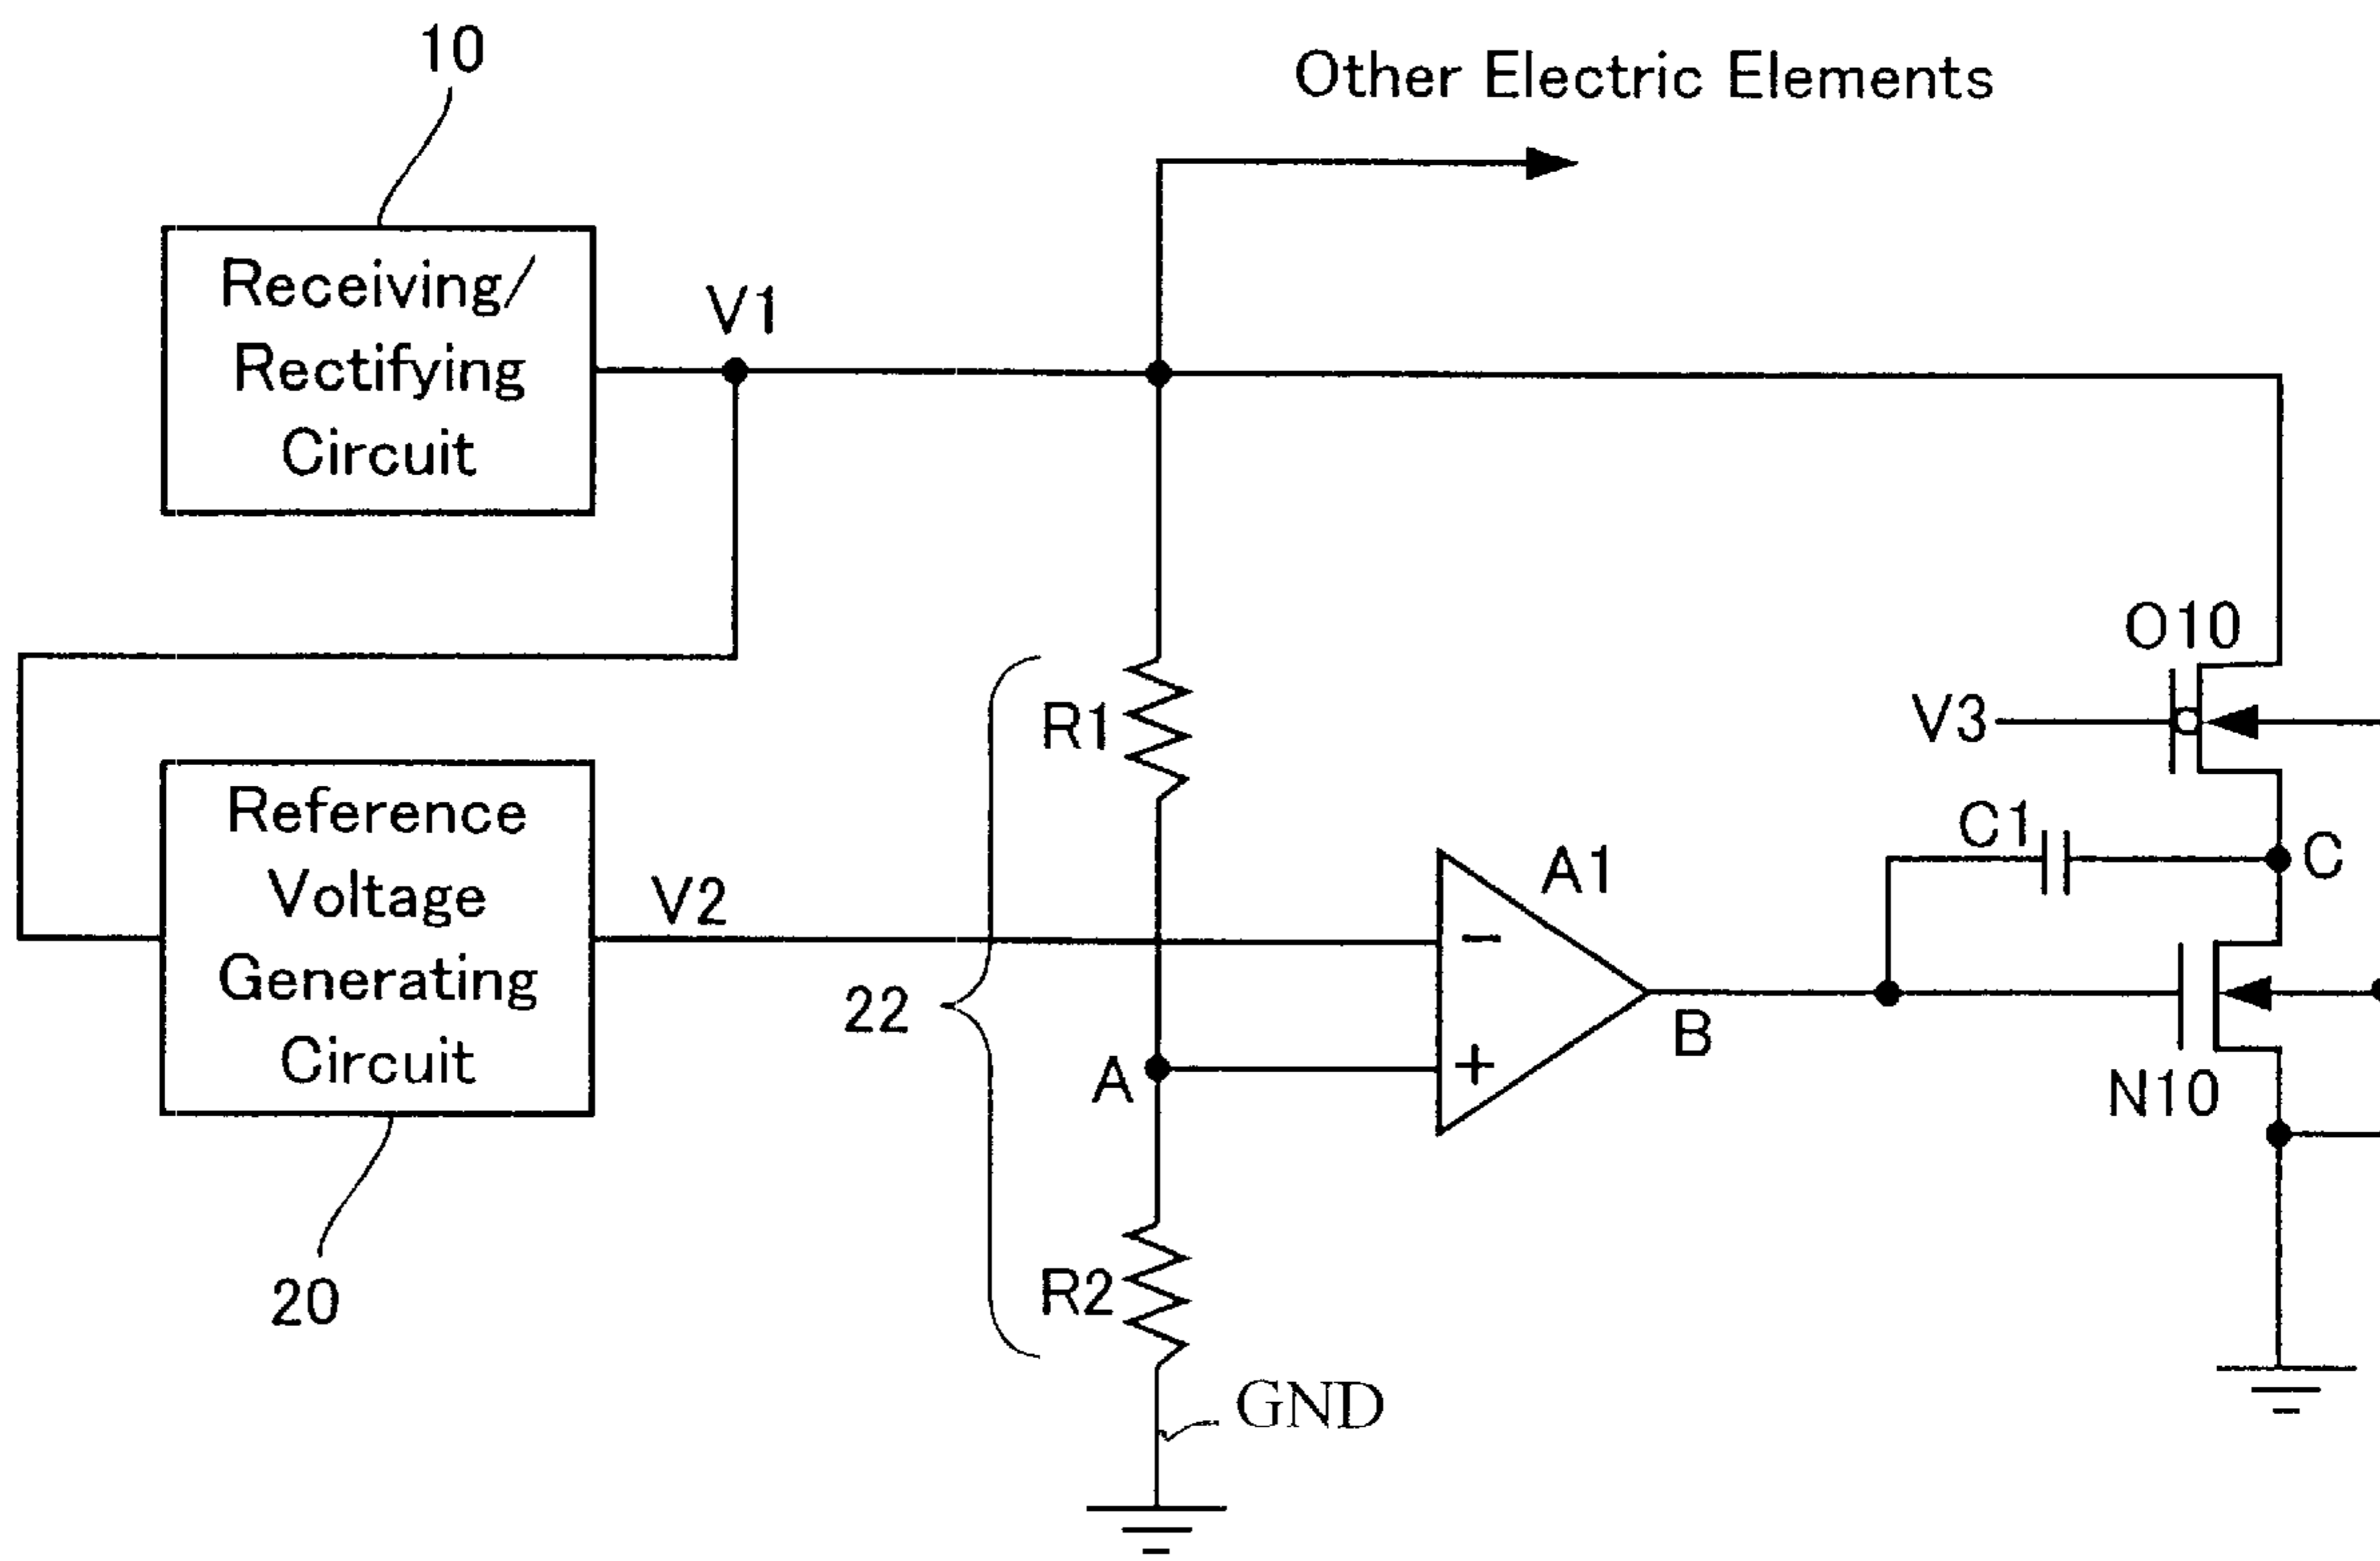 10
Other Electric Elements
Receiving/
Rectifying
Circuit
V1
O10
V3
R1
C1
C
Reference
Voltage
Generating
Circuit
V2
A1
-
+
22
A
B
N10
20
R2
GND